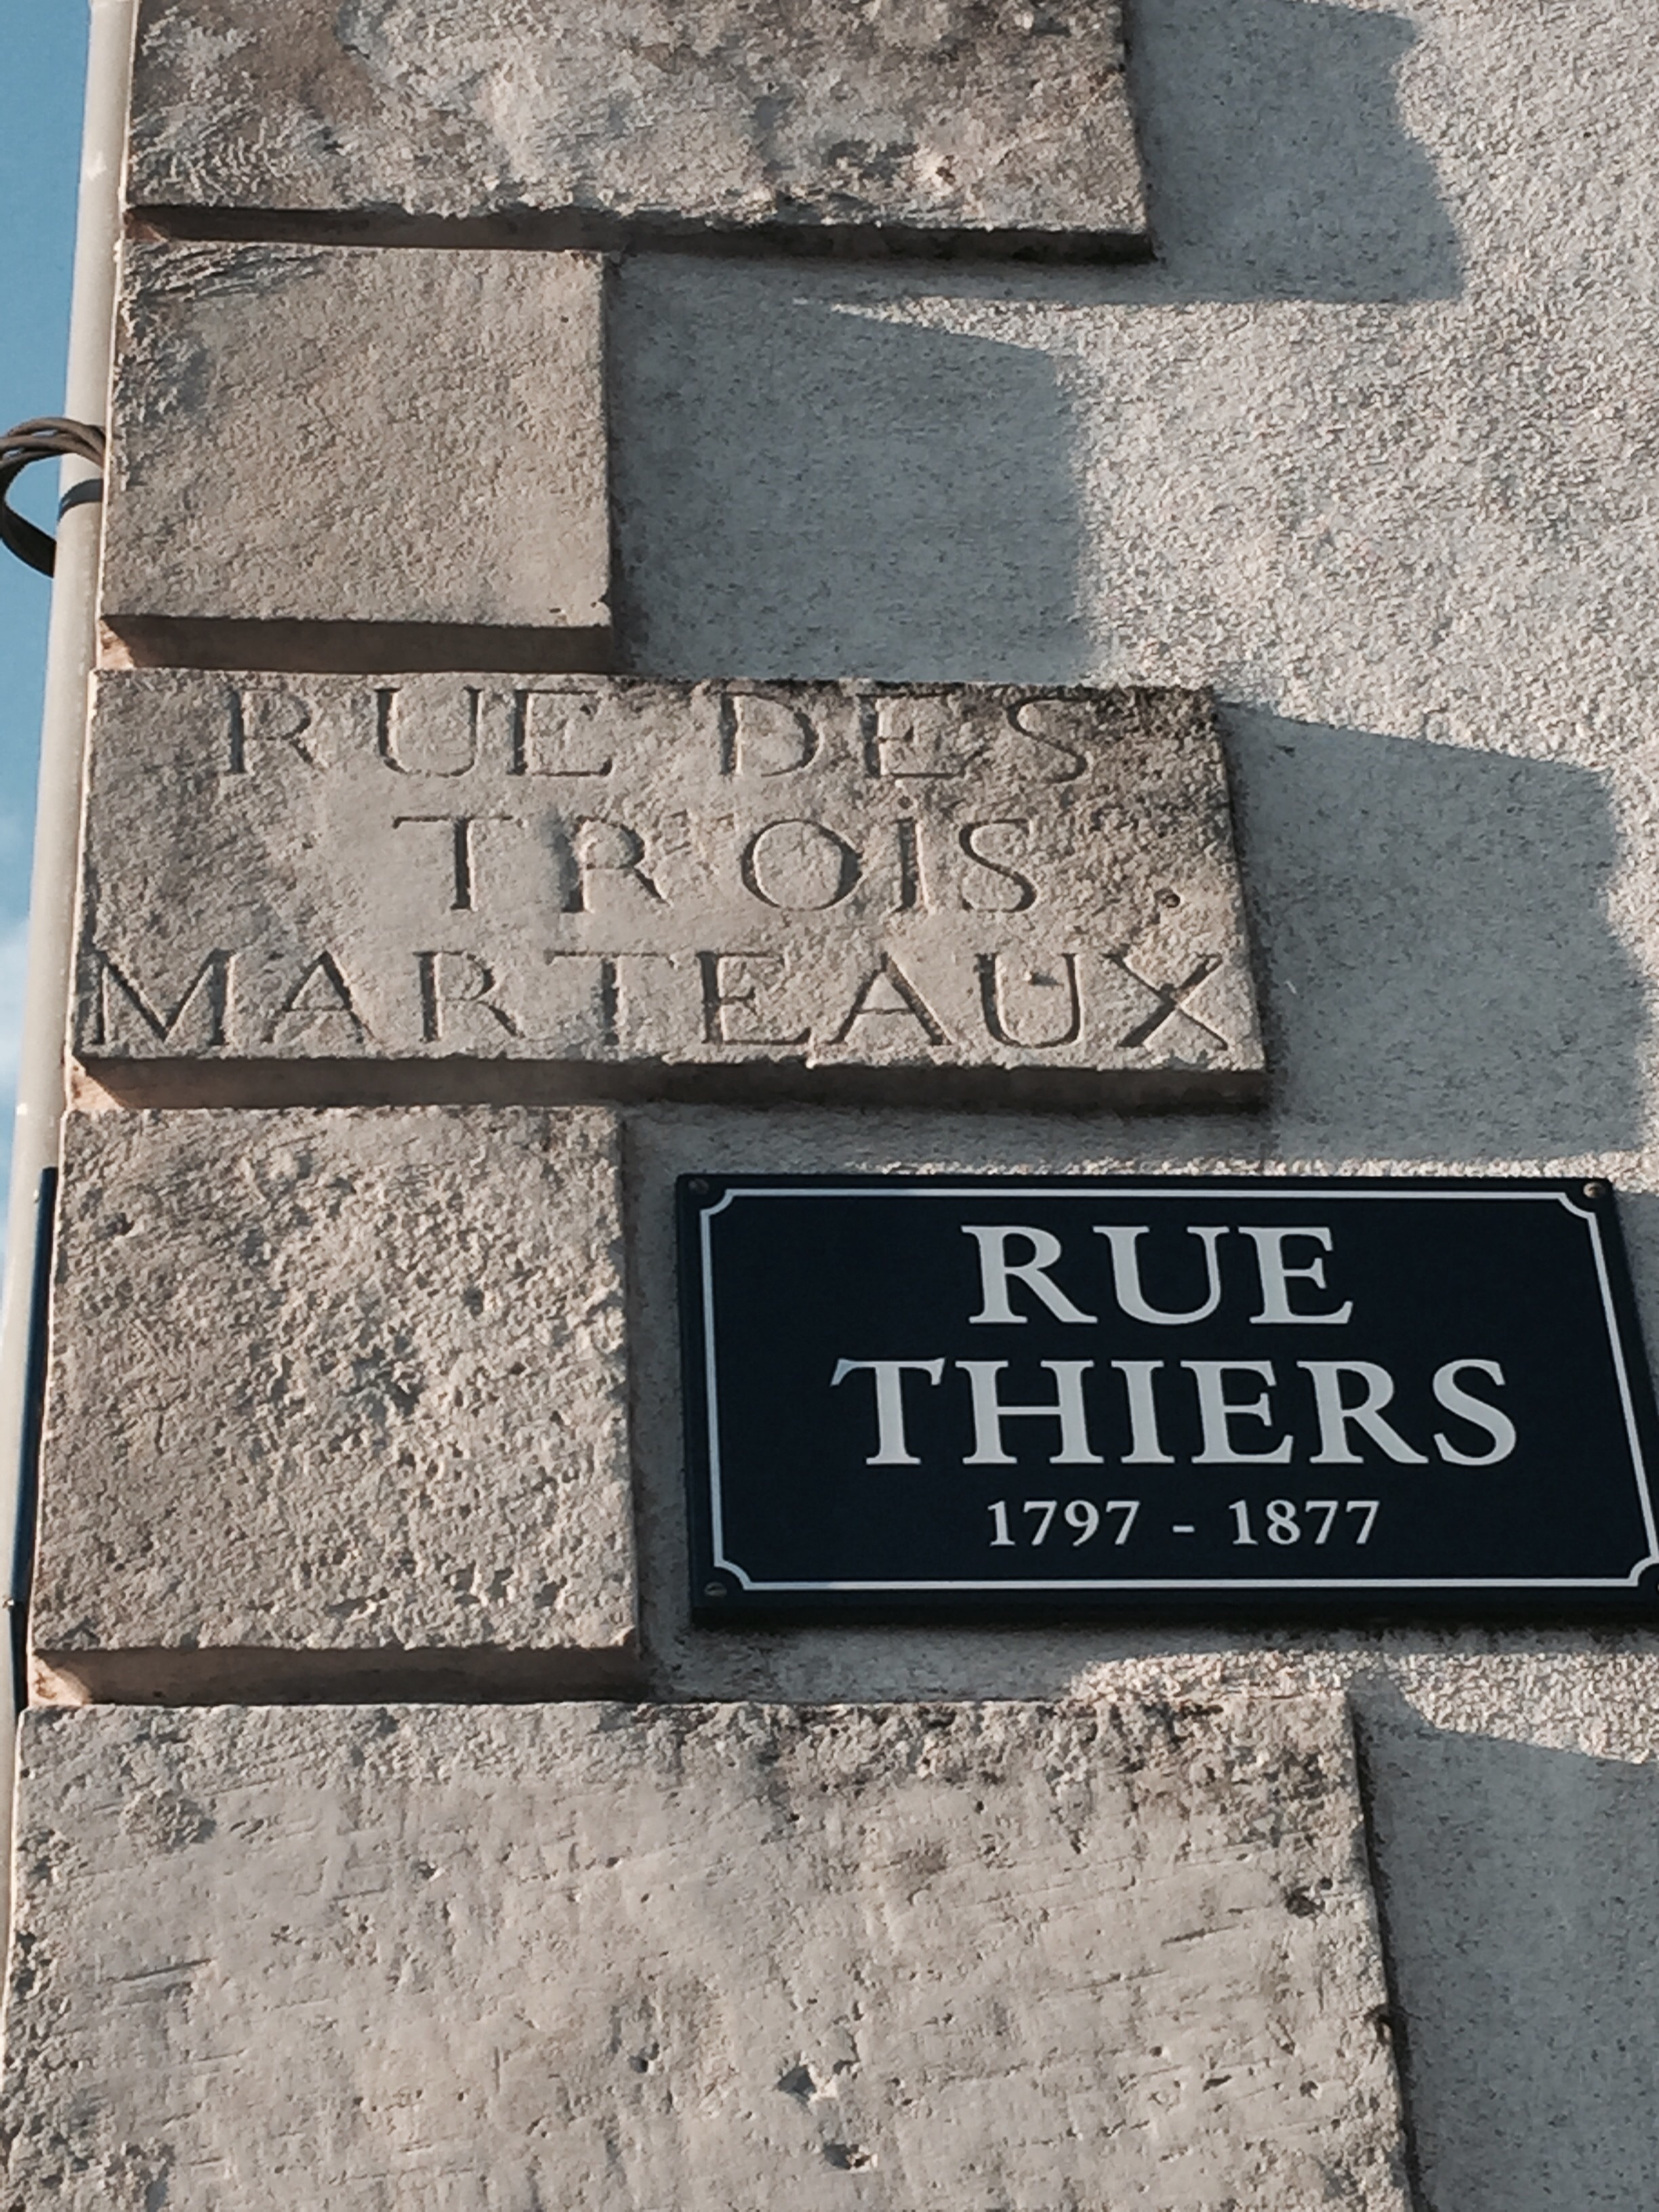 RUE DES
TROIS
MARTEAUX
RUE
THIERS
1797 - 1877